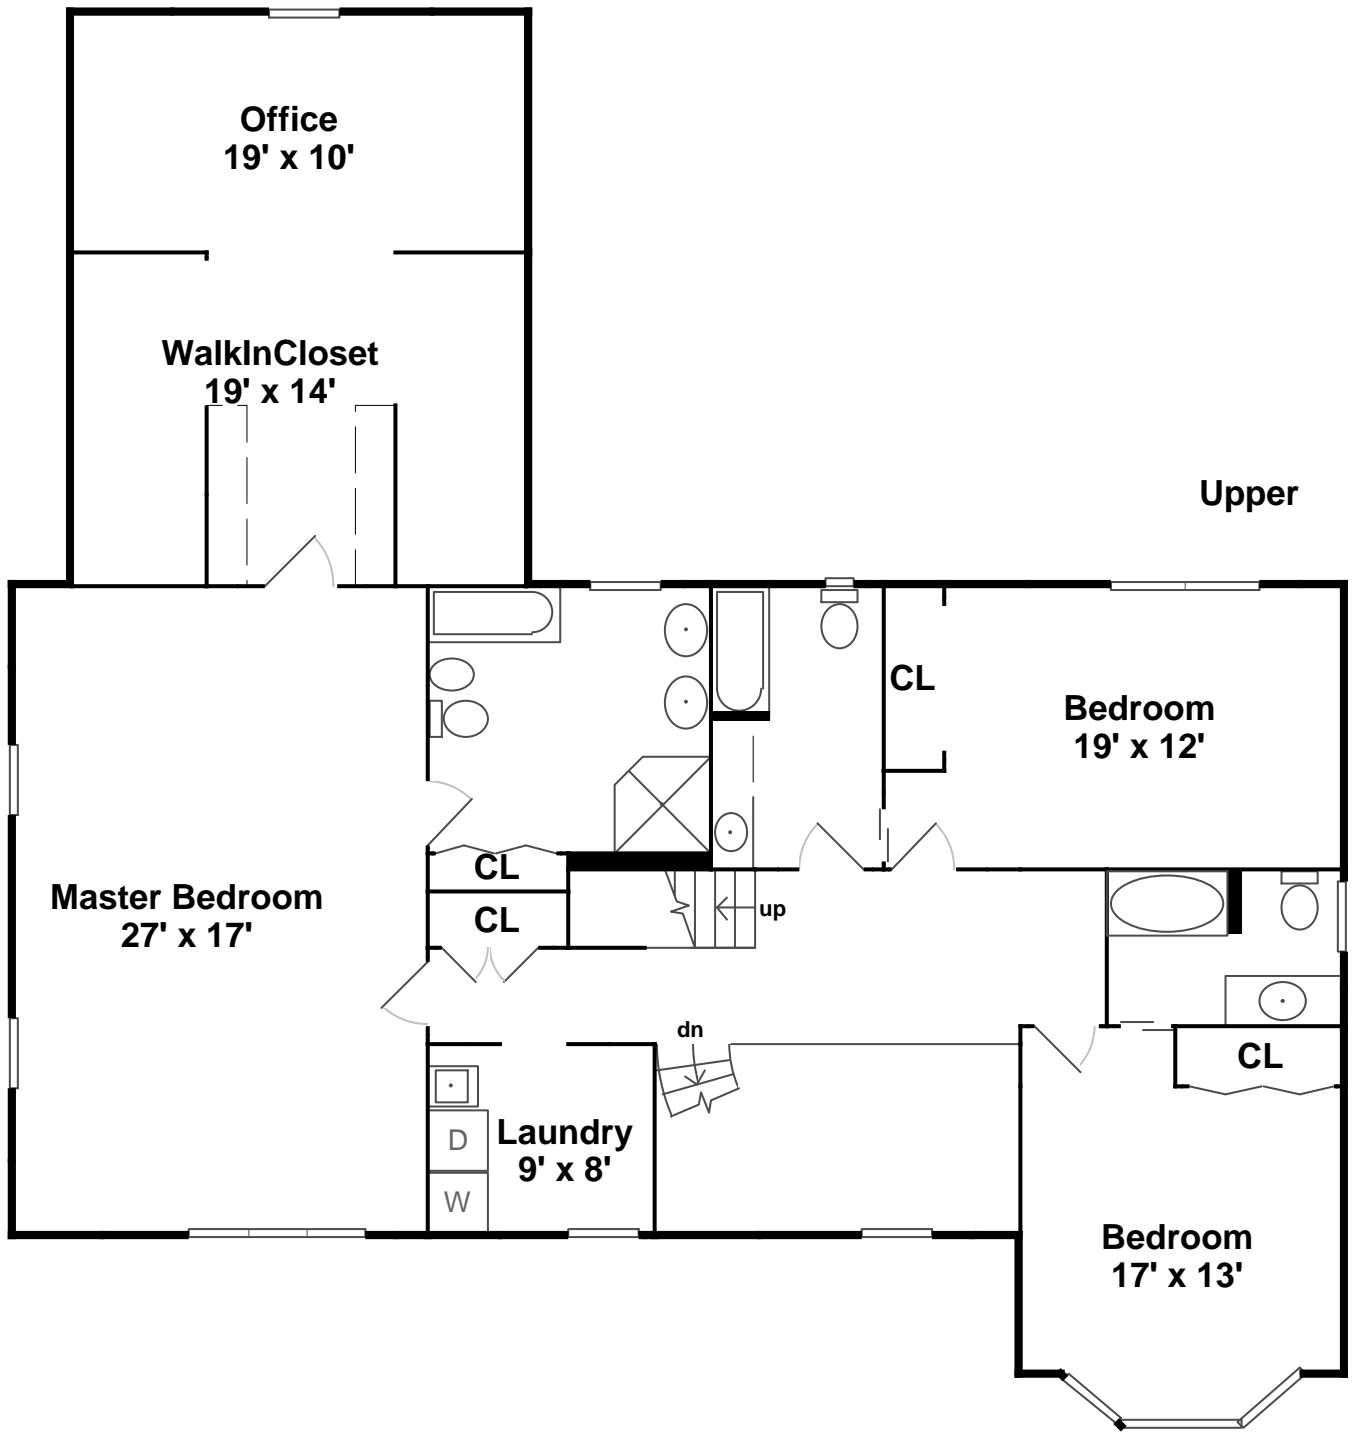 Office
19' x 10'
WalkInCloset
19' x 14'
Upper
CL
Bedroom
19' x 12'
CL
Master Bedroom
27' x 17'
CL
up
dn
CL
D
Laundry
9' x 8'
W
Bedroom
17' x 13'